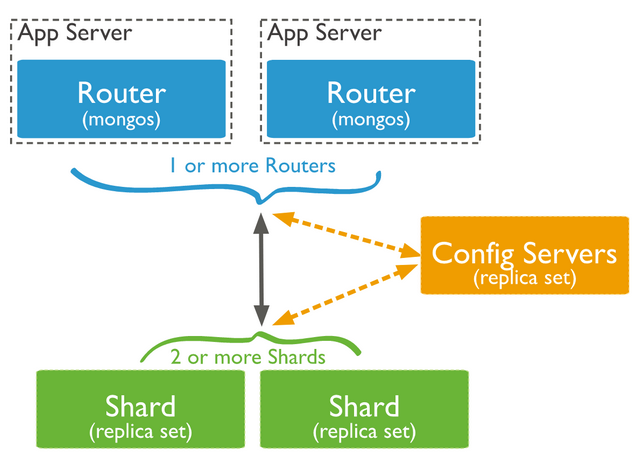 App Server
App Server
Router
(mongos)
Router
(mongos)
1 or more Routers
Config Servers
(replica set)
2 or more Shards
Shard
(replica set)
Shard
(replica set)